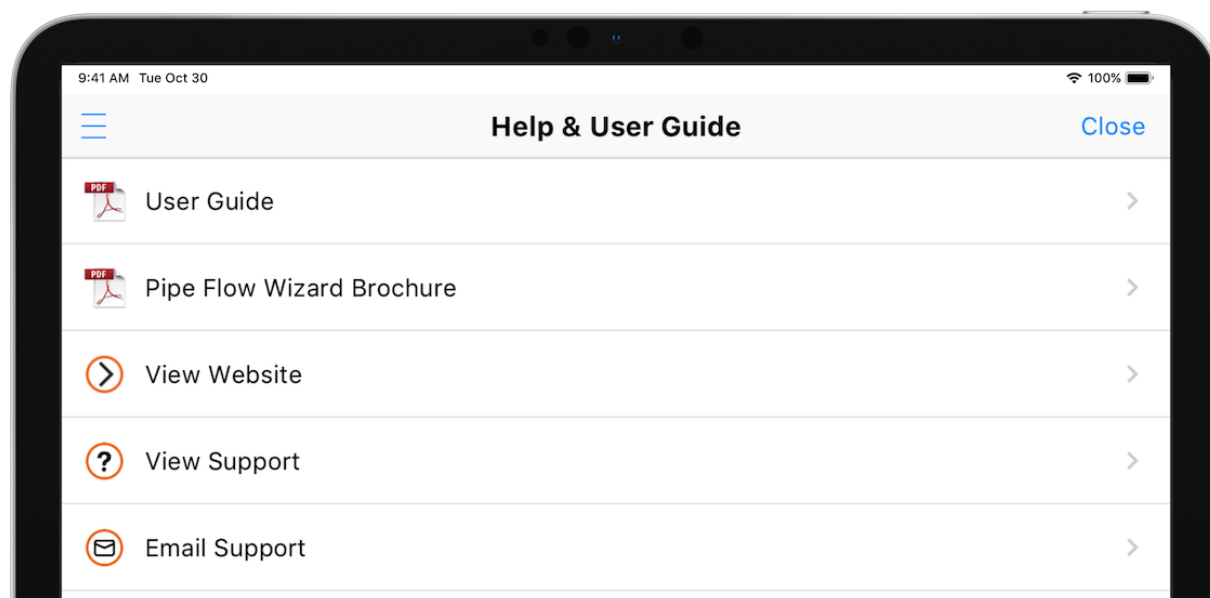 9:41 AM Tue Oct 30 100%
Help & User Guide Close
PDF User Guide
PDF Pipe Flow Wizard Brochure
View Website
? View Support
Email Support